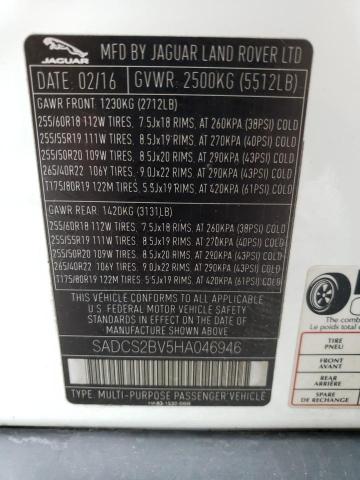 JAGUAR
MFD BY JAGUAR LAND ROVER LTD
DATE: 02/16 GVWR: 2500KG (5512LB)
GAWR FRONT 1230KG (2712LB)
255/60R18 112W TIRES, 7.5Jx18 RIMS, AT 260KPA (38PSI) COLD
255/55R19 111W TIRES, 8.5Jx19 RIMS, AT 270KPA (40PSI) COLD
255/50R20 109W TIRES, 8.5Jx20 RIMS, AT 290KPA (43PSI) COLD
265/40R22 106Y TIRES, 9.0Jx22 RIMS, AT 290KPA (43PSI) COLD
T175/80R19 122M TIRES, 5.5Jx19 RIMS, AT 420KPA (61PSI) COLD
GAWR REAR: 1420KG (3131LB)
255/60R18 112W TIRES, 7.5Jx18 RIMS, AT 260KPA (38PSI) COLD
255/55R19 111W TIRES, 8.5Jx19 RIMS, AT 270KPA (40PSI) COLD
255/50R20 109W TIRES, 8.5Jx20 RIMS, AT 290KPA (43PSI) COLD
265/40R22 106Y TIRES, 9.0Jx22 RIMS, AT 290KPA (43PSI) COLD
T175/80R19 122M TIRES, 5.5Jx19 RIMS, AT 420KPA (61PSI) COLD
THIS VEHICLE CONFORMS TO ALL APPLICABLE
U.S. FEDERAL MOTOR VEHICLE SAFETY STANDARDS
IN EFFECT ON THE DATE OF MANUFACTURE
SHOWN ABOVE.
SADCS2BV5HA046946
TYPE: MULTI-PURPOSE PASSENGER VEHICLE
The combine
Le poids total
TIRE
PNEU
FRONT
AVANT
REAR
ARRIÈRE
SPARE
DE SECOURS